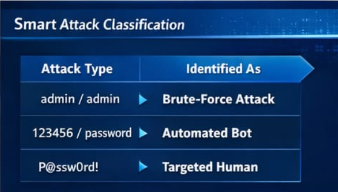 Smart Attack Classification
Attack Type Identified As
admin / admin Brute-Force Attack
123456 / password Automated Bot
P@ssw0rd! Targeted Human